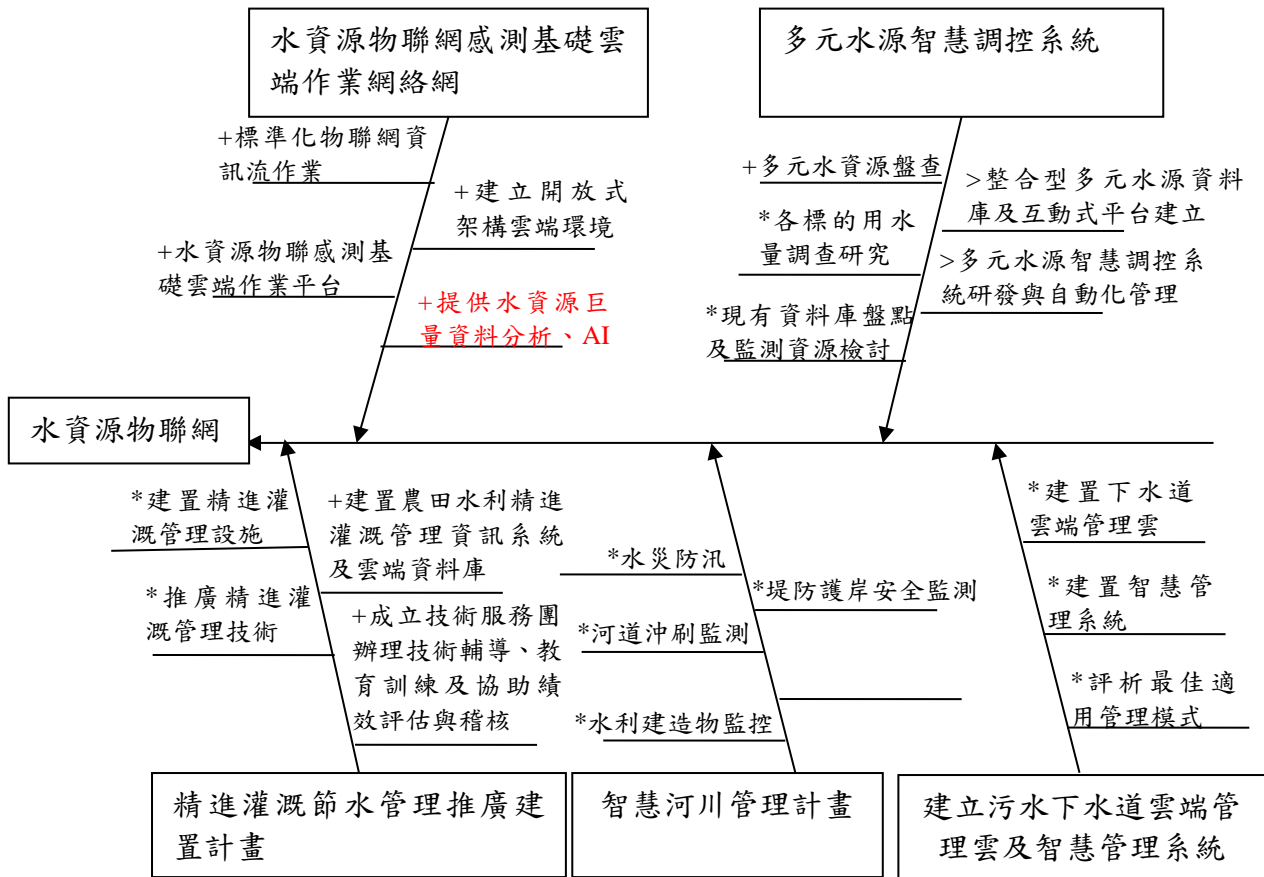 水資源物聯網感測基礎雲
端作業網絡網
多元水源智慧調控系統
+標準化物聯網資
訊流作業
+建立開放式
架構雲端環境
+水資源物聯感測基
礎雲端作業平台
+提供水資源巨
量資料分析、AI
+多元水資源盤查
>整合型多元水源資料
庫及互動式平台建立
*各標的用水
量調查研究
>多元水源智慧調控系
統研發與自動化管理
*現有資料庫盤點
及監測資源檢討
水資源物聯網
*建置精進灌
溉管理設施
+建置農田水利精進
灌溉管理資訊系統
及雲端資料庫
*推廣精進灌
溉管理技術
+成立技術服務團
辦理技術輔導、教
育訓練及協助績
效評估與稽核
*水災防汛
*堤防護岸安全監測
*河道沖刷監測
*水利建造物監控
*建置下水道
雲端管理雲
*建置智慧管
理系統
*評析最佳適
用管理模式
精進灌溉節水管理推廣建
置計畫
智慧河川管理計畫
建立污水下水道雲端管
理雲及智慧管理系統